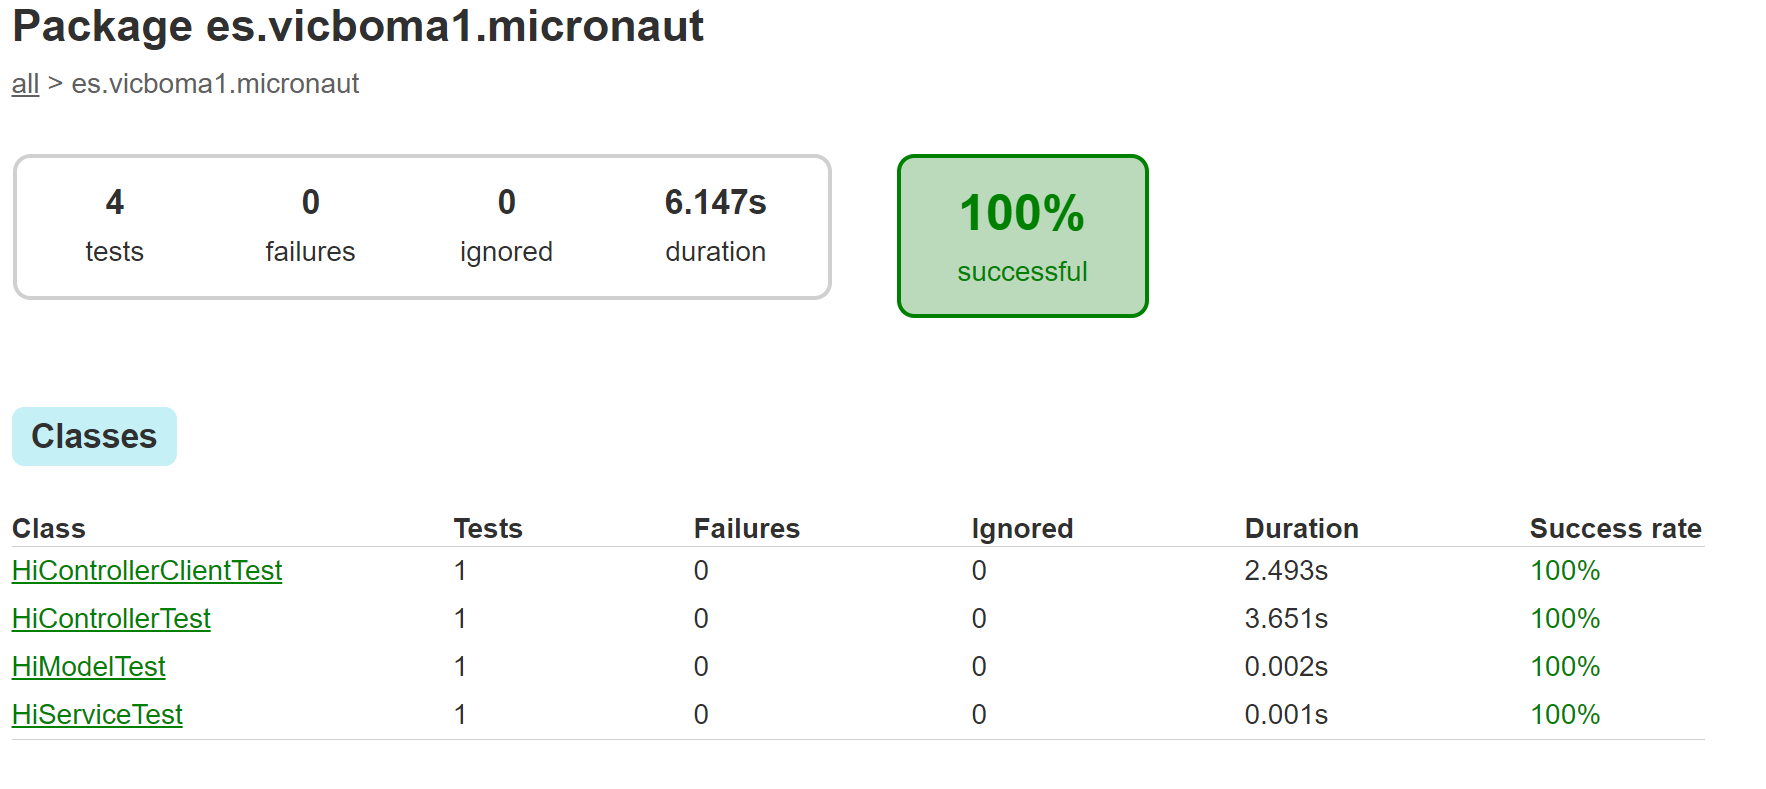 Package es.vicboma1.micronaut
all > es.vicboma1.micronaut
4 0 0 6.147s
tests failures ignored duration
100%
successful
Classes
Class Tests Failures Ignored Duration Success rate
HiControllerClientTest 1 0 0 2.493s 100%
HiControllerTest 1 0 0 3.651s 100%
HiModelTest 1 0 0 0.002s 100%
HiServiceTest 1 0 0 0.001s 100%